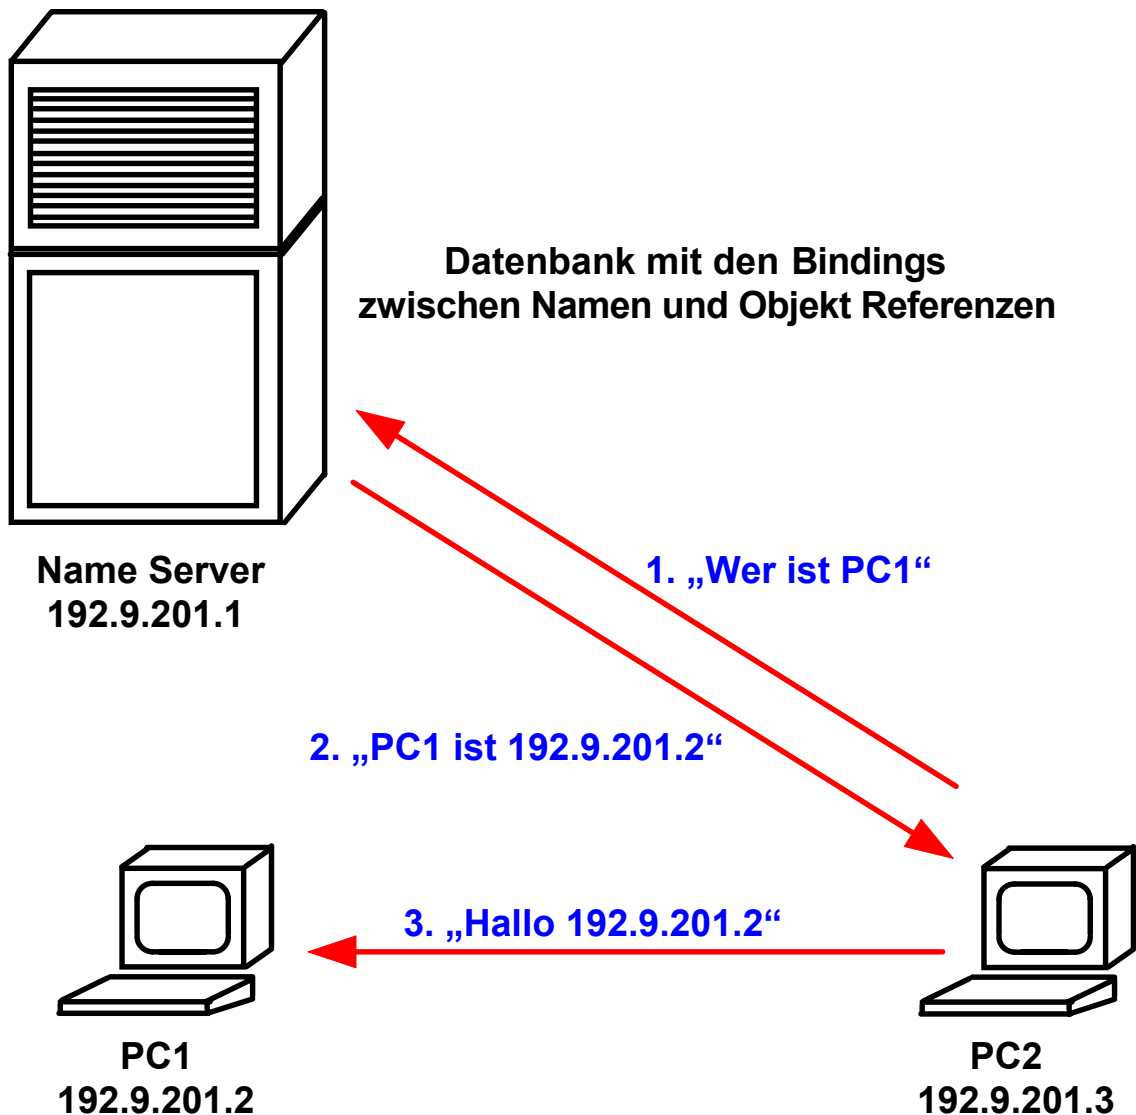 Datenbank mit den Bindings
zwischen Namen und Objekt Referenzen
Name Server
192.9.201.1
1. „Wer ist PC1“
2. „PC1 ist 192.9.201.2“
3. „Hallo 192.9.201.2“
PC1
192.9.201.2
PC2
192.9.201.3